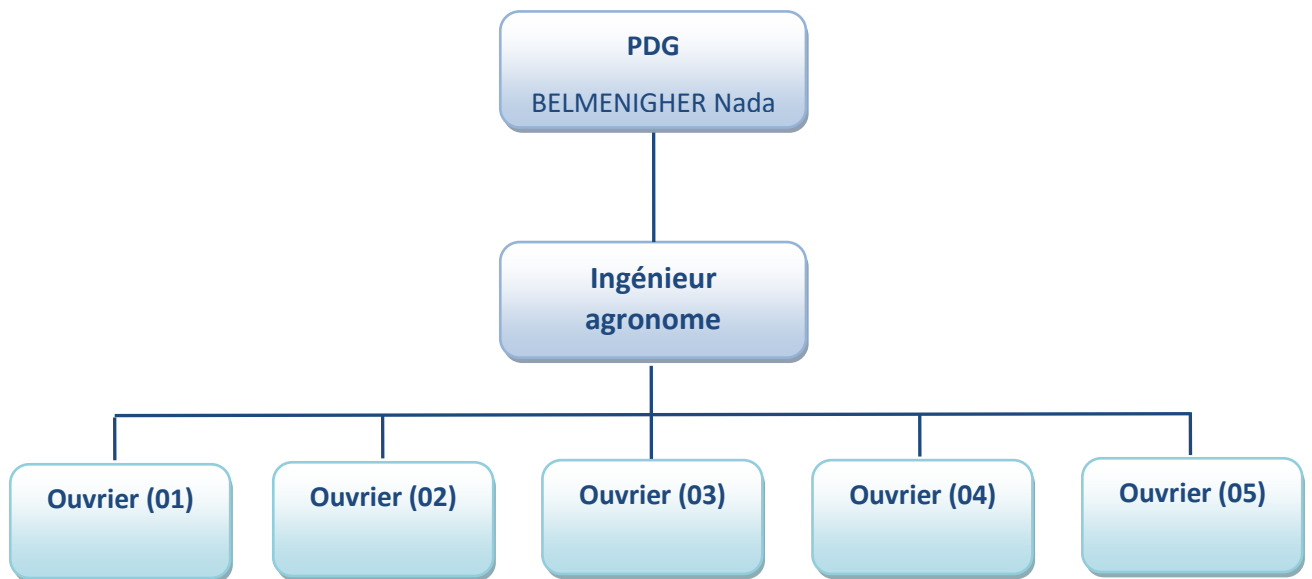 PDG
BELMENIGHER Nada
Ingénieur
agronome
Ouvrier (01)
Ouvrier (02)
Ouvrier (03)
Ouvrier (04)
Ouvrier (05)